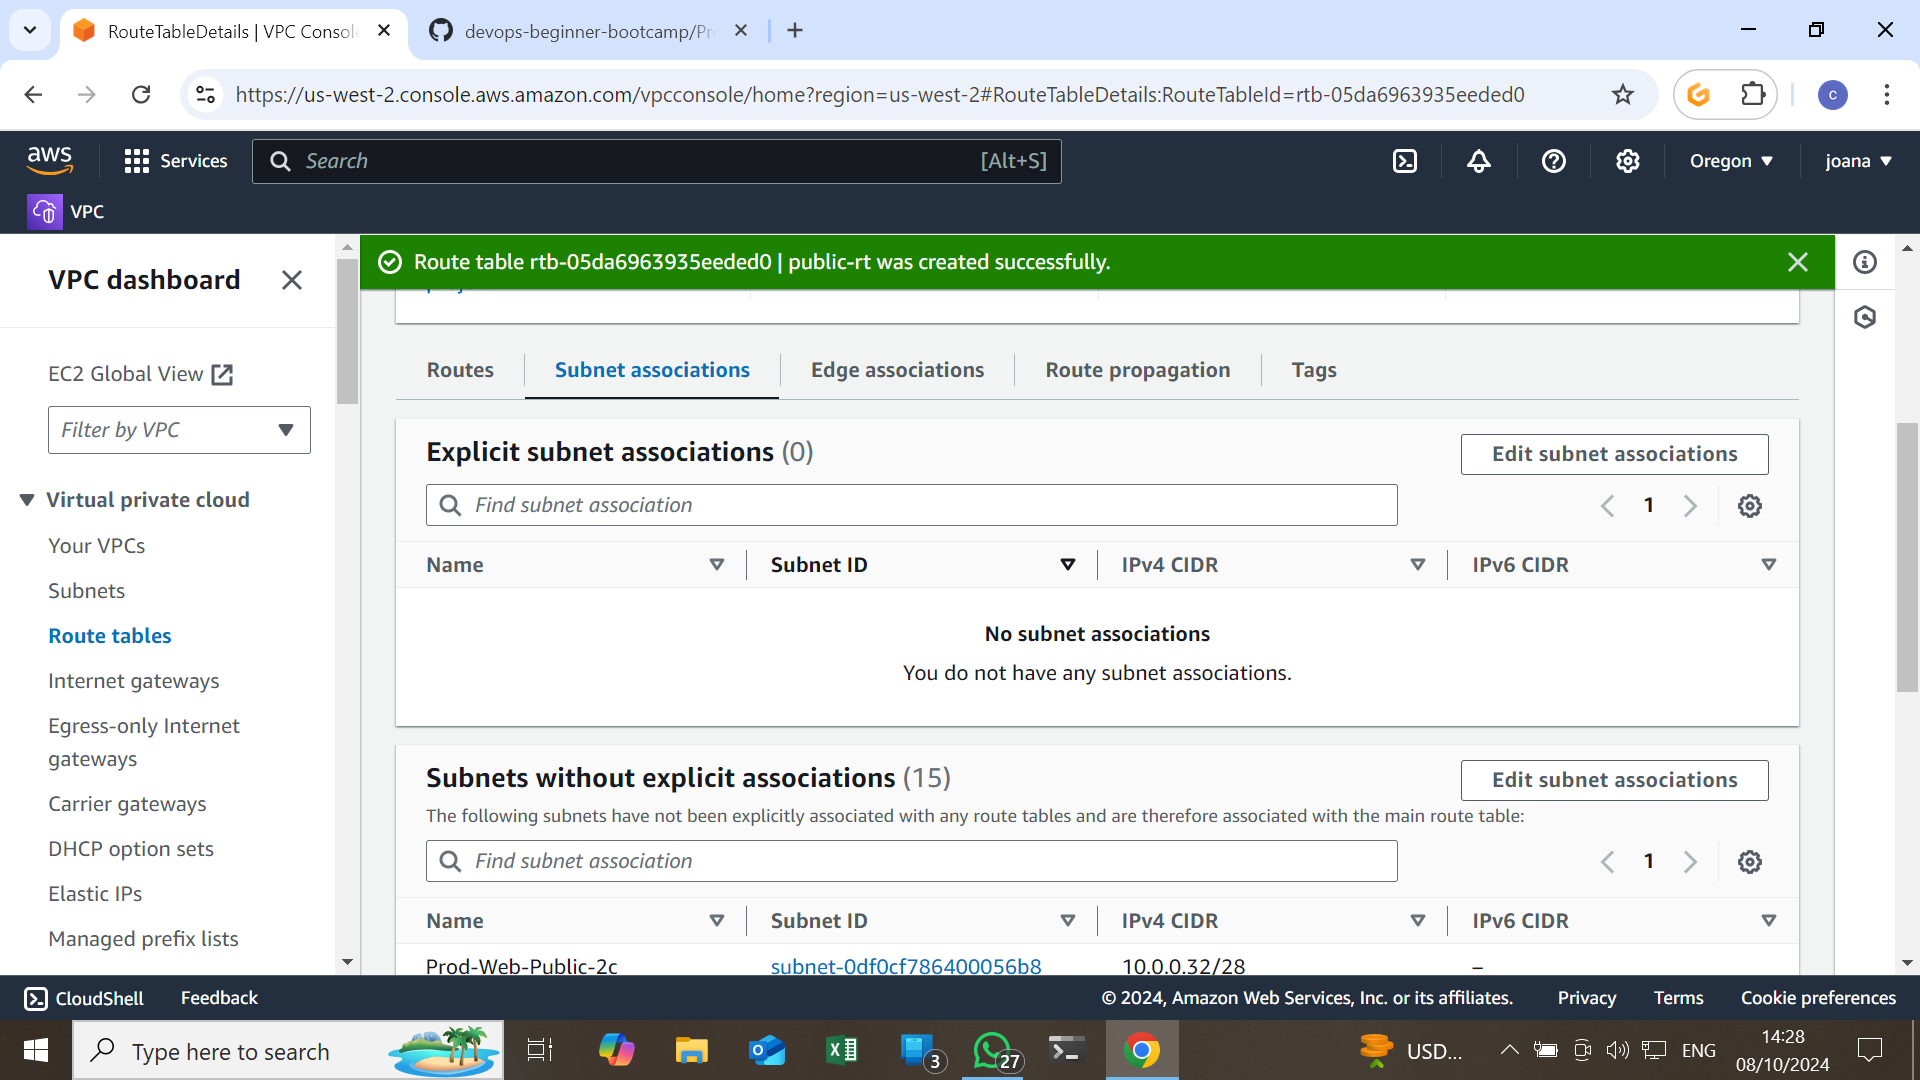 RouteTableDetails | VPC Consol
devops-beginner-bootcamp/Pr
https://us-west-2.console.aws.amazon.com/vpcconsole/home?region=us-west-2#RouteTableDetails:RouteTableId=rtb-05da6963935eeded0
C
aws
Services
Search
[Alt+S]
Oregon
joana
VPC
VPC dashboard
Route table rtb-05da6963935eeded0 | public-rt was created successfully.
EC2 Global View
Filter by VPC
Virtual private cloud
Your VPCs
Subnets
Route tables
Internet gateways
Egress-only Internet
gateways
Carrier gateways
DHCP option sets
Elastic IPs
Managed prefix lists
Routes
Subnet associations
Edge associations
Route propagation
Tags
Explicit subnet associations (0)
Edit subnet associations
Find subnet association
1
Name
Subnet ID
IPv4 CIDR
IPv6 CIDR
No subnet associations
You do not have any subnet associations.
Subnets without explicit associations (15)
Edit subnet associations
The following subnets have not been explicitly associated with any route tables and are therefore associated with the main route table:
Find subnet association
1
Name
Subnet ID
IPv4 CIDR
IPv6 CIDR
Prod-Web-Public-2c
subnet-0df0cf786400056b8
10.0.0.32/28
–
CloudShell
Feedback
© 2024, Amazon Web Services, Inc. or its affiliates.
Privacy
Terms
Cookie preferences
Type here to search
3
27
USD...
ENG
14:28
08/10/2024